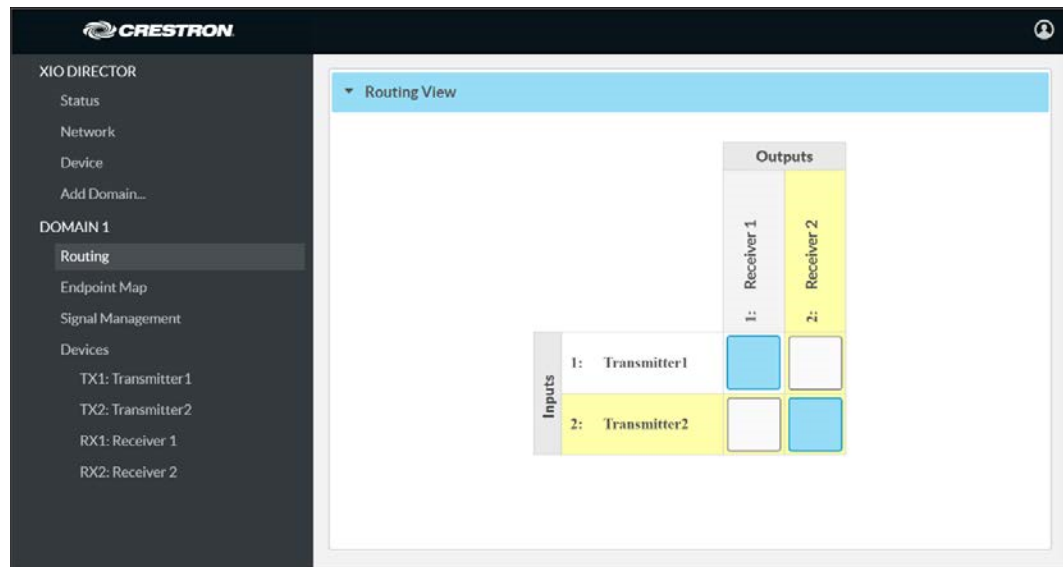 CRESTRON
XIO DIRECTOR
Status
Network
Device
Add Domain...
DOMAIN 1
Routing
Endpoint Map
Signal Management
Devices
TX1: Transmitter1
TX2: Transmitter2
RX1: Receiver 1
RX2: Receiver 2
Routing View
Outputs
1: Receiver 1
2: Receiver 2
Inputs
1: Transmitter1
2: Transmitter2